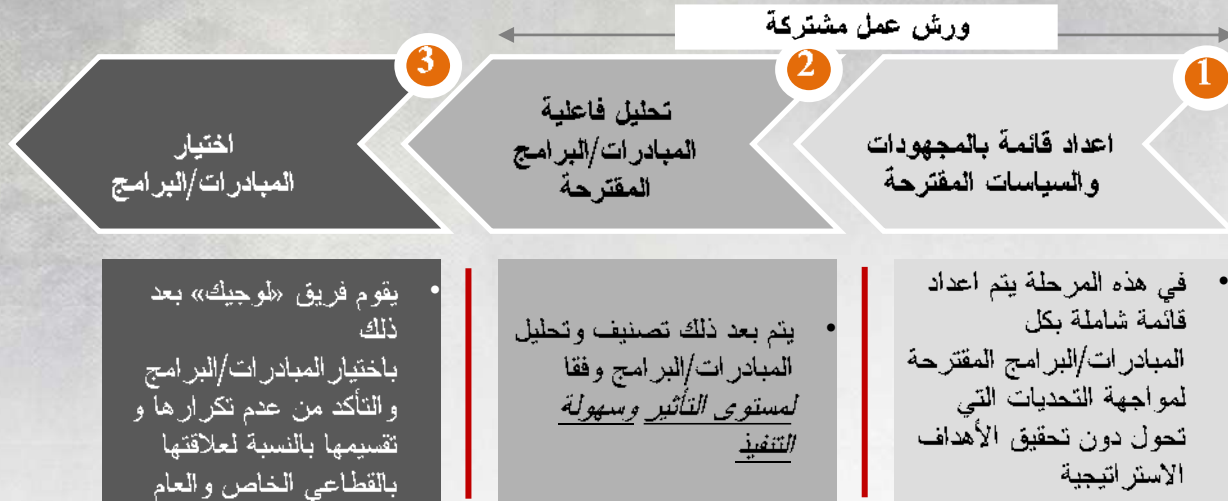 ورش عمل مشتركة
1
اعداد قائمة بالمجهودات
والسياسات المقترحة
2
تحليل فاعلية
المبادرات/البرامج
المقترحة
3
اختيار
المبادرات/البرامج
• في هذه المرحلة يتم اعداد
قائمة شاملة بكل
المبادرات/البرامج المقترحة
لمواجهة التحديات التي
تحول دون تحقيق الأهداف
الاستراتيجية
• يتم بعد ذلك تصنيف وتحليل
المبادرات/البرامج وفقا
لمستوى التأثير وسهولة
التنفيذ
• يقوم فريق «لوجيك» بعد
ذلك
باختيار المبادرات/البرامج
والتأكد من عدم تكرارها و
تقسيمها بالنسبة لعلاقتها
بالقطاعي الخاص والعام